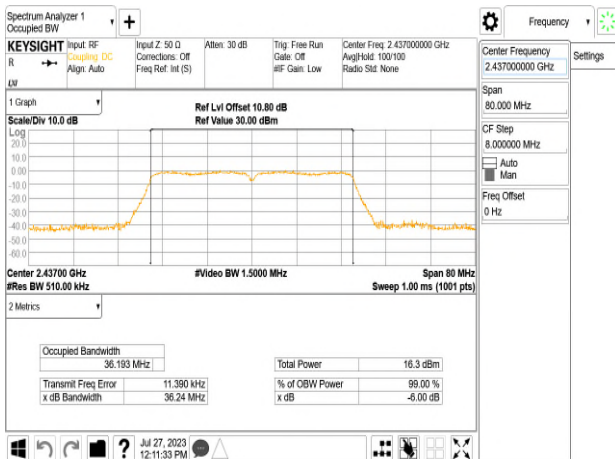 Spectrum Analyzer 1
Occupied BW
+
Frequency
KEYSIGHT Input: RF Input Z: 50 Ω Atten: 30 dB Trig: Free Run Center Freq: 2.437000000 GHz
R Coupling: DC Corrections: Off Gate: Off Avg|Hold: 100/100
Align: Auto Freq Ref: Int (S) #IF Gain: Low Radio Std: None
LXI
Center Frequency
2.437000000 GHz
Settings
Span
80.000 MHz
CF Step
8.000000 MHz
Auto
Man
Freq Offset
0 Hz
1 Graph
Scale/Div 10.0 dB
Ref Lvl Offset 10.80 dB
Ref Value 30.00 dBm
Log
20.0
10.0
0.00
-10.0
-20.0
-30.0
-40.0
-50.0
-60.0
Center 2.43700 GHz #Video BW 1.5000 MHz Span 80 MHz
#Res BW 510.00 kHz Sweep 1.00 ms (1001 pts)
2 Metrics
Occupied Bandwidth
36.193 MHz
Total Power 16.3 dBm
Transmit Freq Error 11.390 kHz % of OBW Power 99.00 %
x dB Bandwidth 36.24 MHz x dB -6.00 dB
?
Jul 27, 2023
12:11:33 PM